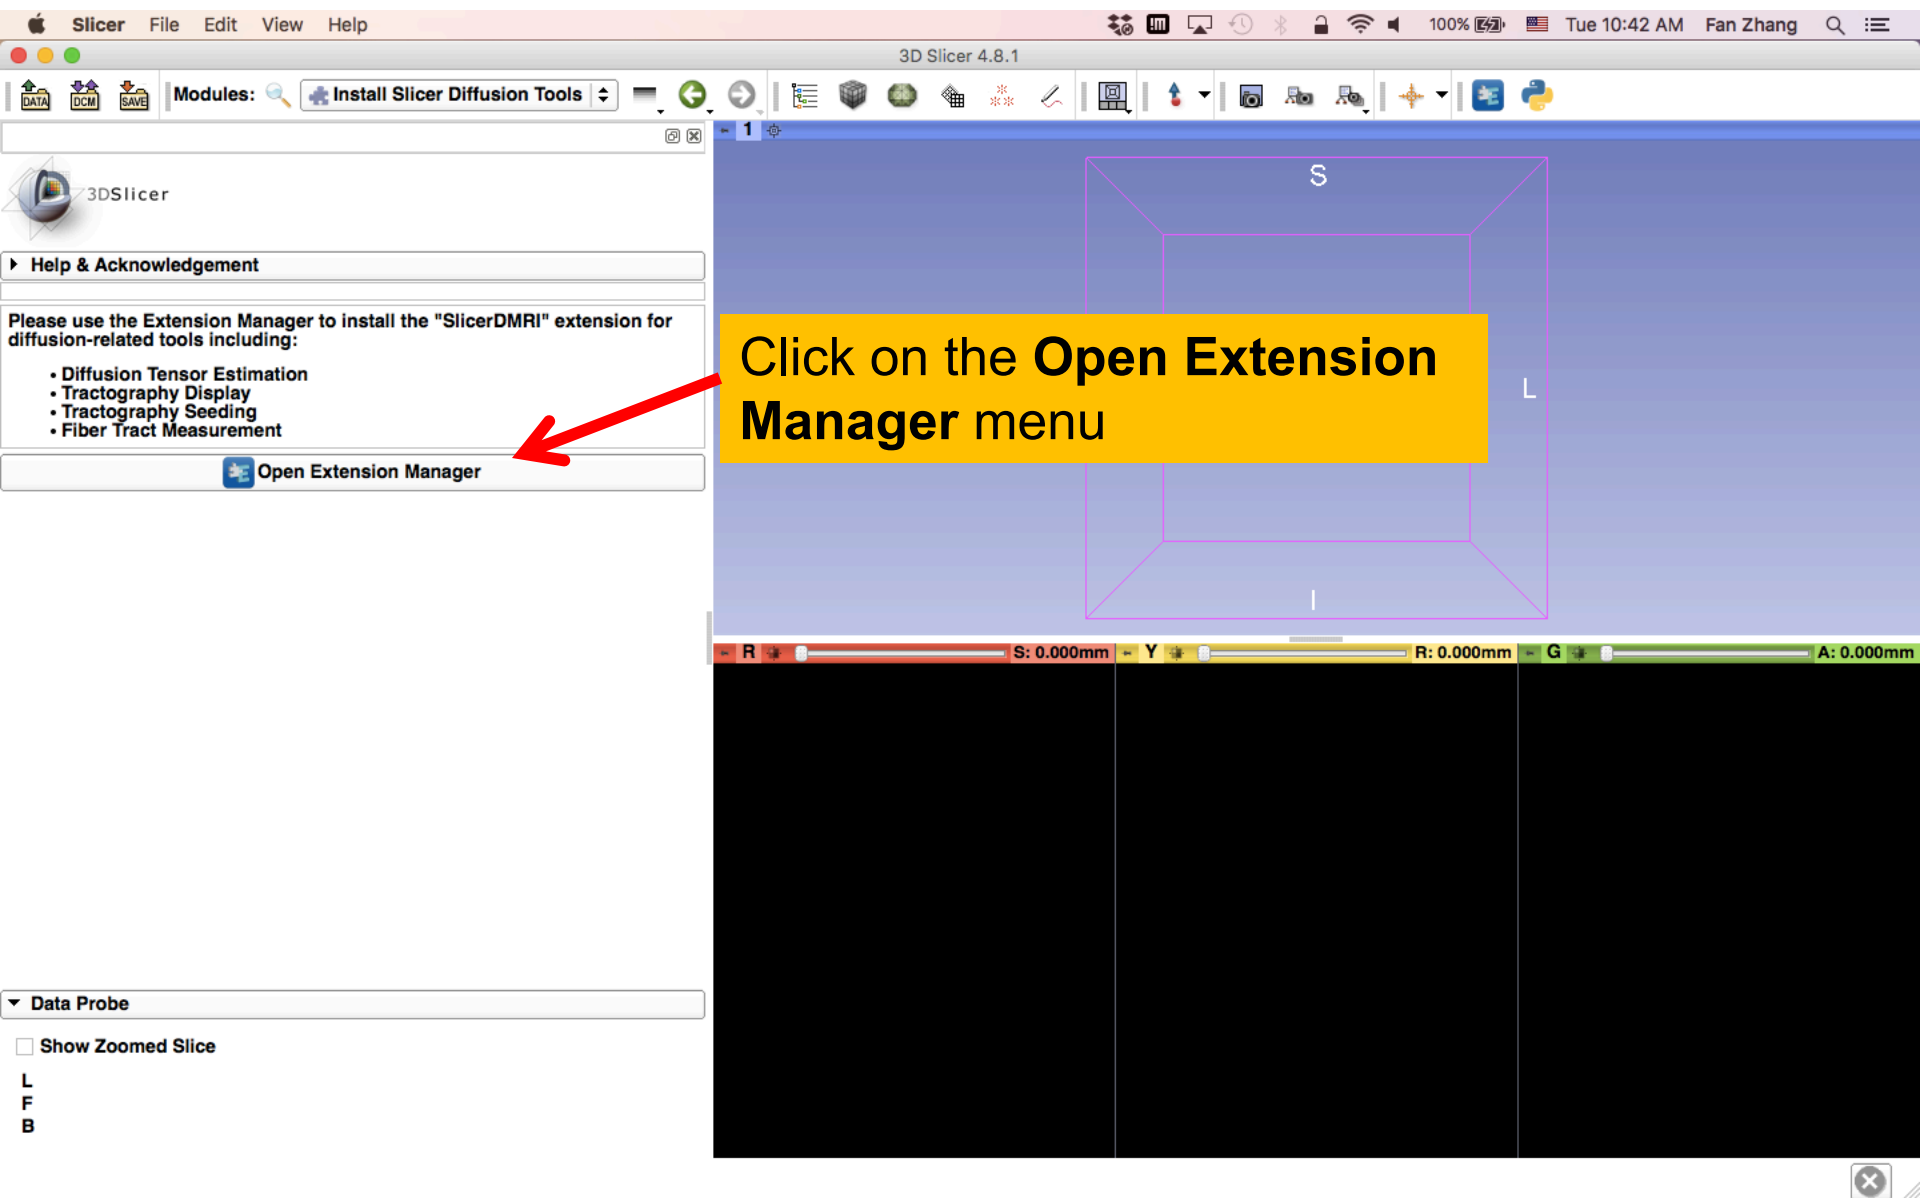 Slicer File Edit View Help 100% Tue 10:42 AM Fan Zhang
3D Slicer 4.8.1
DATA DCM SAVE Modules: Install Slicer Diffusion Tools
1
3DSlicer
S
Help & Acknowledgement
Please use the Extension Manager to install the "SlicerDMRI" extension for
diffusion-related tools including:
• Diffusion Tensor Estimation
• Tractography Display
• Tractography Seeding
• Fiber Tract Measurement
Open Extension Manager
Click on the Open Extension
Manager menu
L
I
R S: 0.000mm Y R: 0.000mm G A: 0.000mm
Data Probe
Show Zoomed Slice
L
F
B